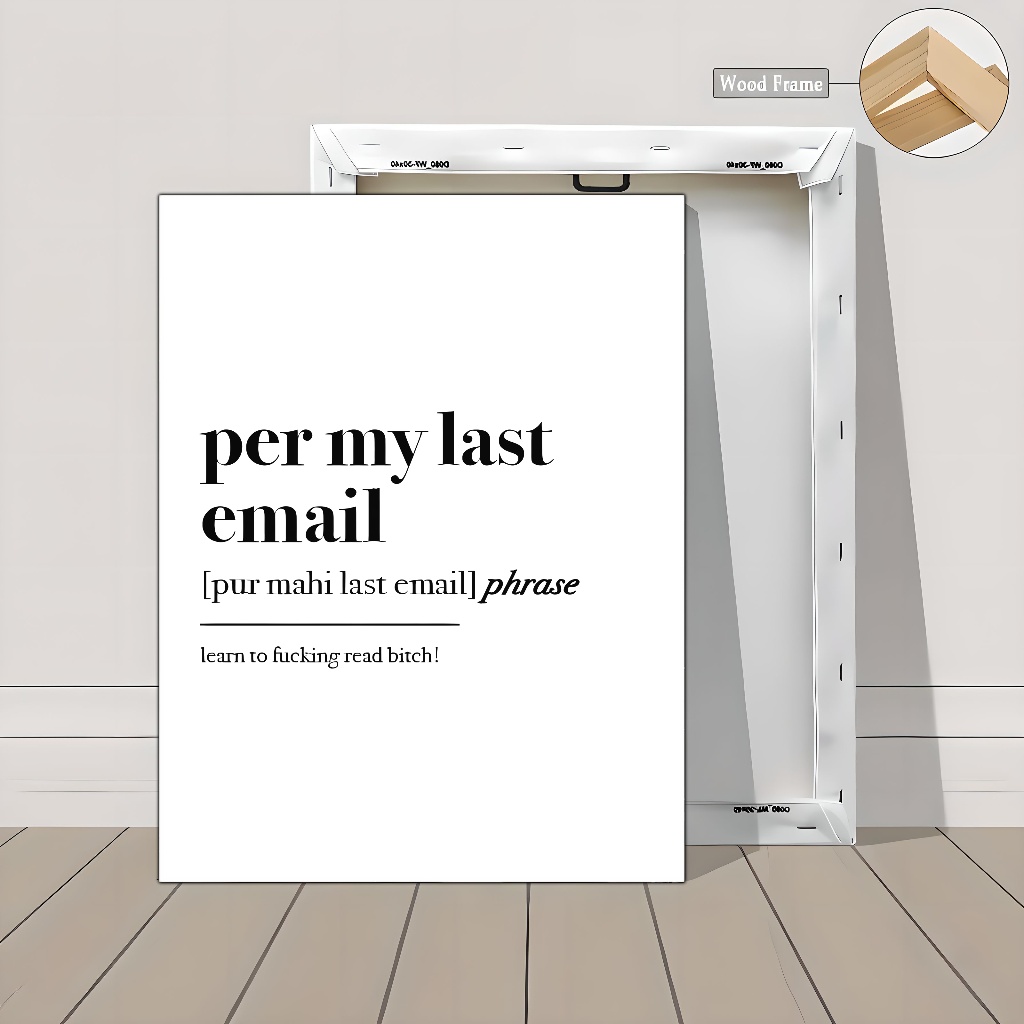 Wood Frame
per my last
email
[pur mahi last email] phrase
learn to fucking read bitch!